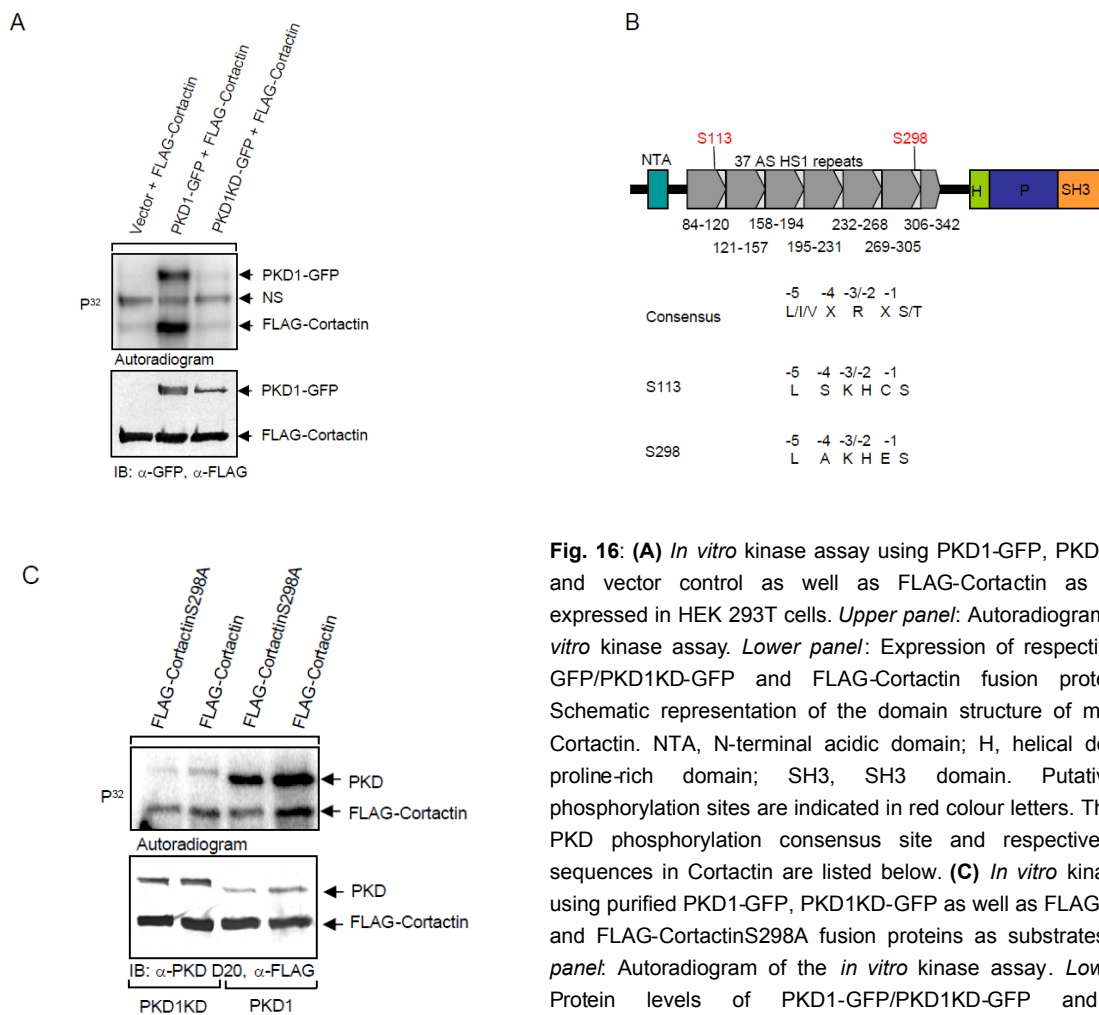 A
Vector + FLAG-Cortactin
PKD1-GFP + FLAG-Cortactin
PKD1KD-GFP + FLAG-Cortactin
P32
PKD1-GFP
NS
FLAG-Cortactin
Autoradiogram
PKD1-GFP
FLAG-Cortactin
IB: α-GFP, α-FLAG
B
S113
S298
NTA
37 AS HS1 repeats
H
P
SH3
84-120
158-194
232-268
306-342
121-157
195-231
269-305
-5 -4 -3/-2 -1
Consensus
L/I/V X R X S/T
-5 -4 -3/-2 -1
S113
L S K H C S
-5 -4 -3/-2 -1
S298
L A K H E S
C
FLAG-CortactinS298A
FLAG-Cortactin
FLAG-CortactinS298A
FLAG-Cortactin
P32
PKD
FLAG-Cortactin
Autoradiogram
PKD
FLAG-Cortactin
IB: α-PKD D20, α-FLAG
PKD1KD
PKD1
Fig. 16: (A) In vitro kinase assay using PKD1-GFP, PKD
and vector control as well as FLAG-Cortactin as
expressed in HEK 293T cells. Upper panel: Autoradiogram
vitro kinase assay. Lower panel: Expression of respectiv
GFP/PKD1KD-GFP and FLAG-Cortactin fusion prote
Schematic representation of the domain structure of m
Cortactin. NTA, N-terminal acidic domain; H, helical do
proline-rich domain; SH3, SH3 domain. Putativ
phosphorylation sites are indicated in red colour letters. Th
PKD phosphorylation consensus site and respective
sequences in Cortactin are listed below. (C) In vitro kina
using purified PKD1-GFP, PKD1KD-GFP as well as FLAG
and FLAG-CortactinS298A fusion proteins as substrates
panel: Autoradiogram of the in vitro kinase assay. Low
Protein levels of PKD1-GFP/PKD1KD-GFP and